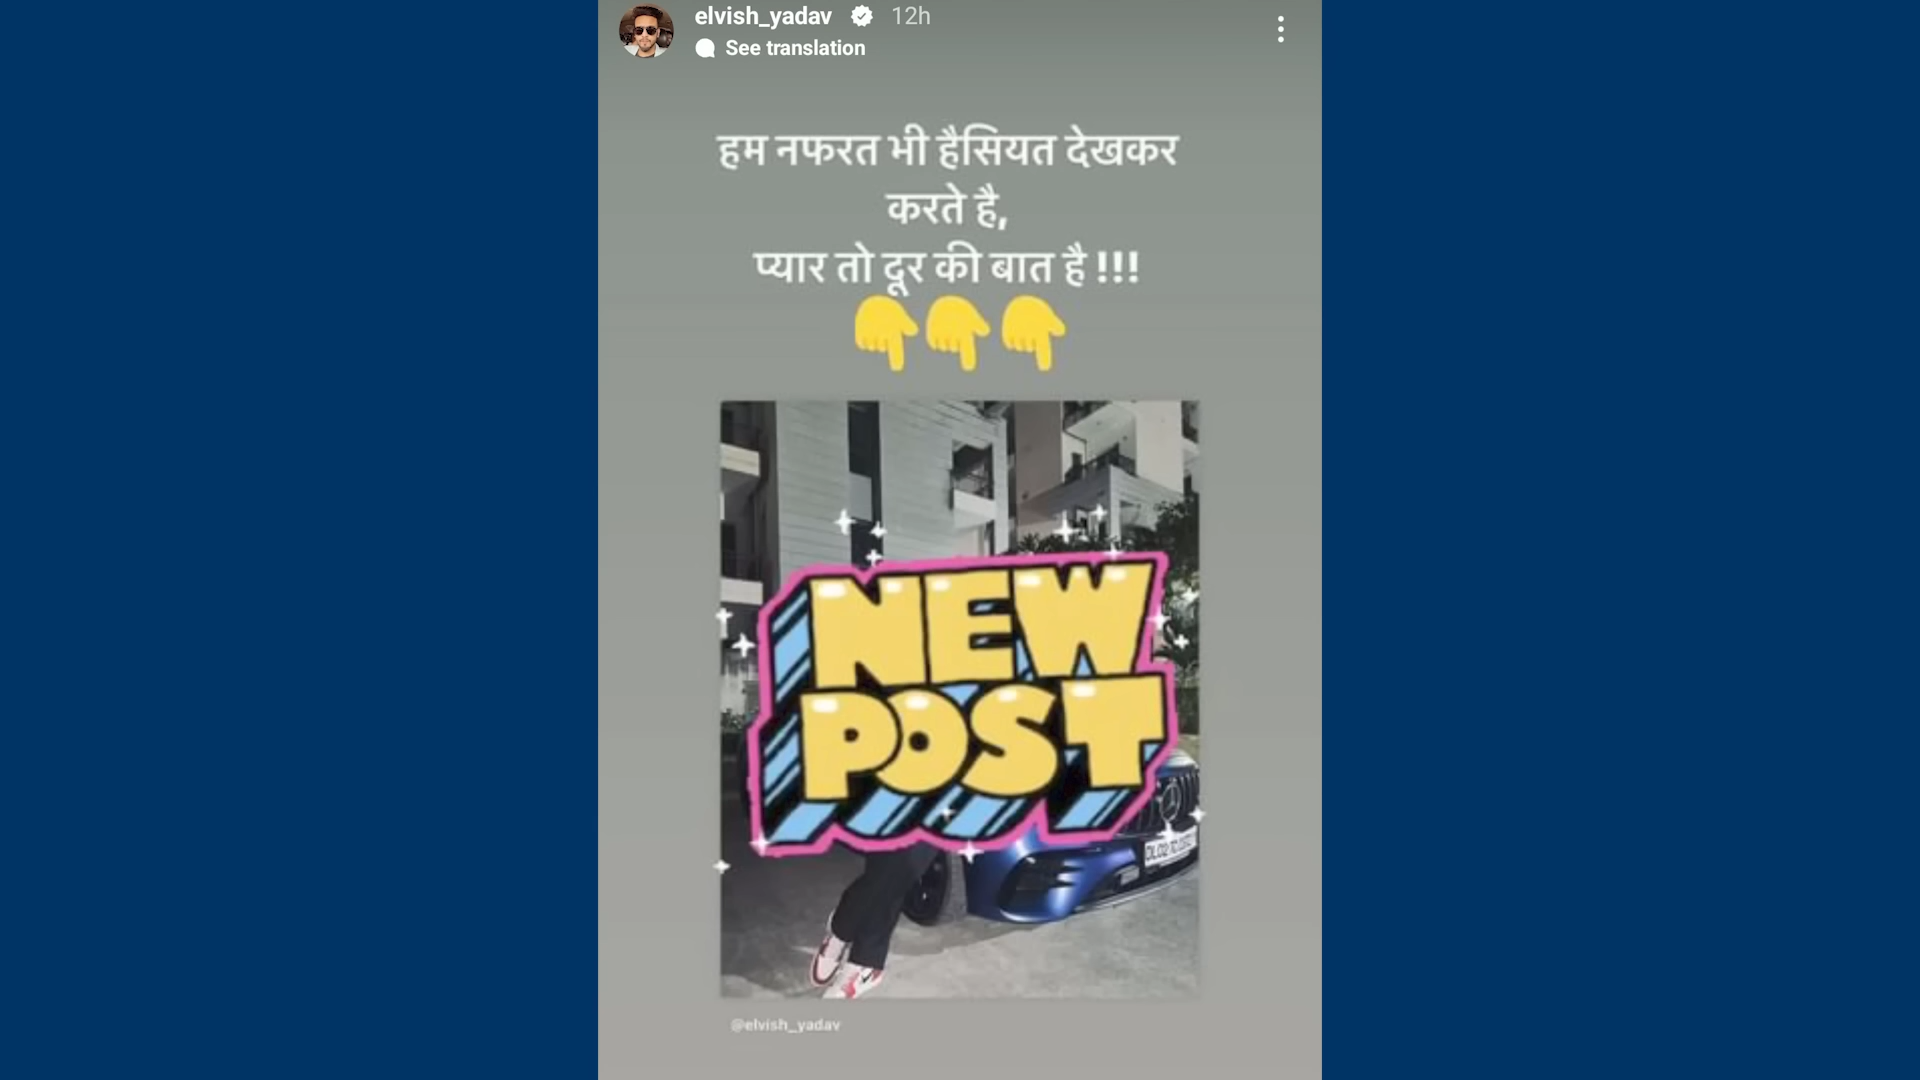 elvish_yadav 12h
See translation
हम नफरत भी हैसियत देखकर
करते है,
प्यार तो दूर की बात है !!!
NEW
POST
@elvish_yadav